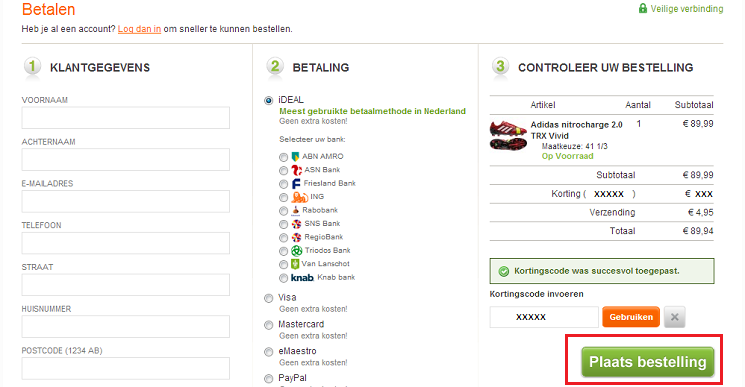 Betalen
Veilige verbinding
Heb je al een account? Log dan in om sneller te kunnen bestellen.
1 KLANTGEGEVENS
VOORNAAM
ACHTERNAAM
E-MAILADRES
TELEFOON
STRAAT
HUISNUMMER
POSTCODE (1234 AB)
2 BETALING
iDEAL
Meest gebruikte betaalmethode in Nederland
Geen extra kosten!
Selecteer uw bank:
ABN AMRO
ASN Bank
Friesland Bank
ING
Rabobank
SNS Bank
RegioBank
Triodos Bank
Van Lanschot
knab Knab bank
Visa
Geen extra kosten!
Mastercard
Geen extra kosten!
eMaestro
Geen extra kosten!
PayPal
3 CONTROLEER UW BESTELLING
Artikel Aantal Subtotaal
Adidas nitrocharge 2.0 1 € 89,99
TRX Vivid
Maatkeuze: 41 1/3
Op Voorraad
Subtotaal € 89,99
Korting ( XXXXX ) € XXX
Verzending € 4,95
Totaal € 89,94
Kortingscode was succesvol toegepast.
Kortingscode invoeren
XXXXX Gebruiken ×
Plaats bestelling